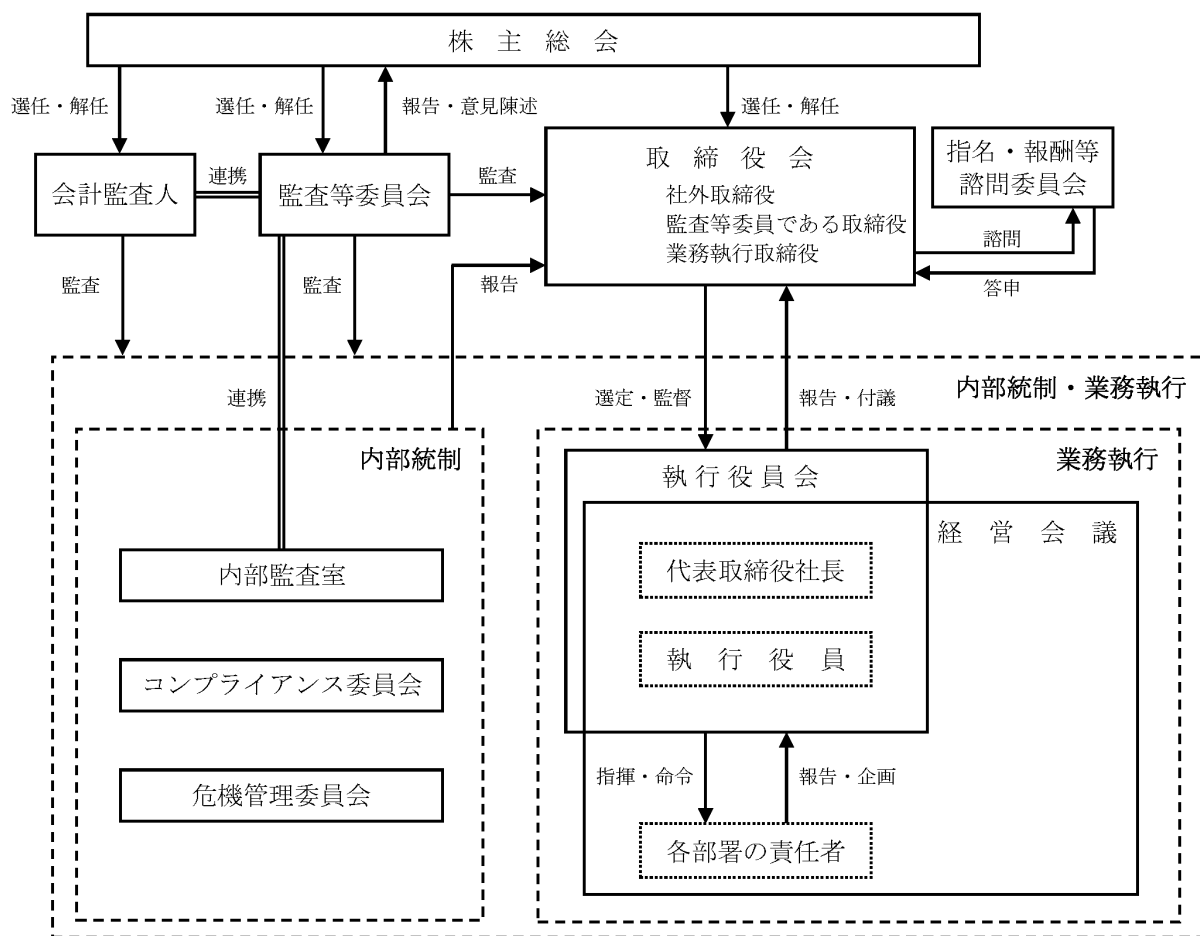 株主総会
選任・解任
選任・解任
報告・意見陳述
選任・解任
会計監査人
連携
監査等委員会
監査
取締役会
社外取締役
監査等委員である取締役
業務執行取締役
指名・報酬等
諮問委員会
諮問
答申
監査
監査
報告
連携
選定・監督
報告・付議
内部統制・業務執行
内部統制
業務執行
執行役員会
経営会議
内部監査室
代表取締役社長
コンプライアンス委員会
執行役員
危機管理委員会
指揮・命令
報告・企画
各部署の責任者